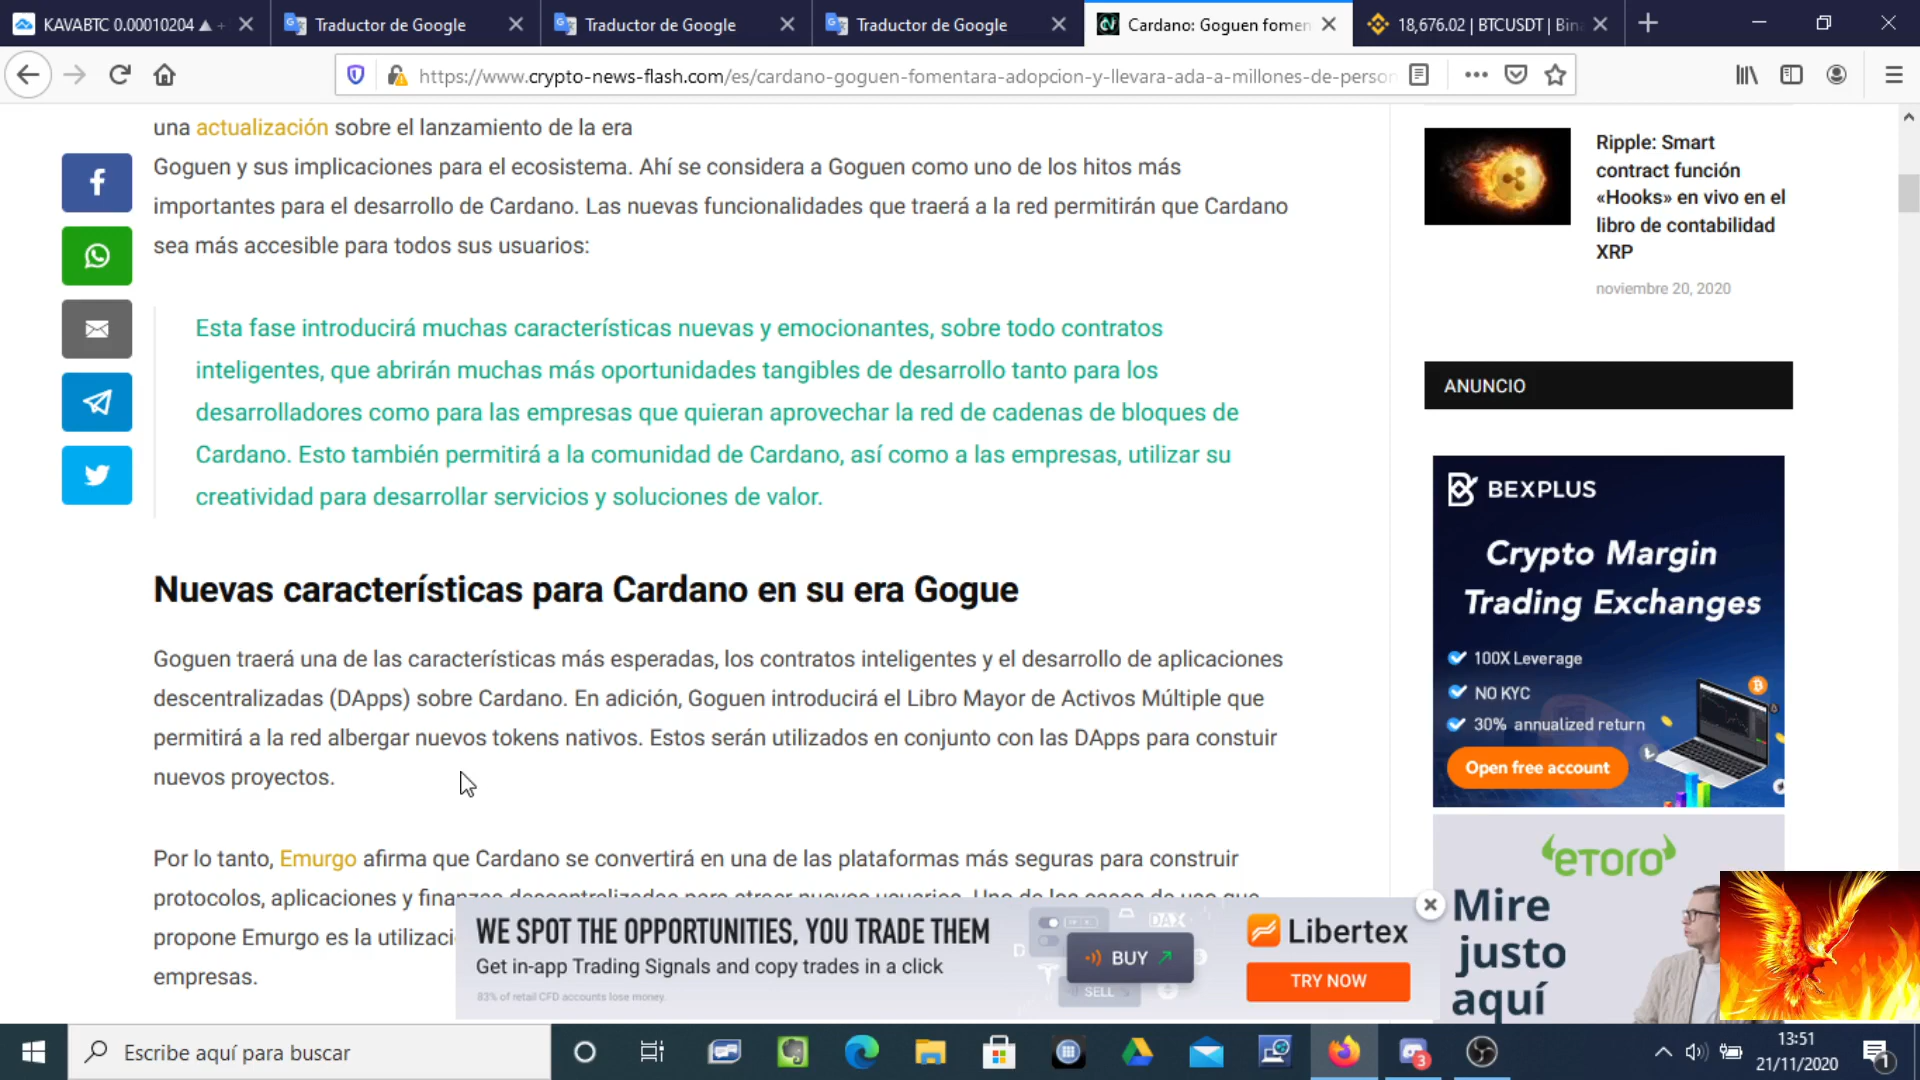 KAVABTC 0.00010204 ▲ +
Traductor de Google
Traductor de Google
Traductor de Google
Cardano: Goguen fomen
18,676.02 | BTCUSDT | Bin
https://www.crypto-news-flash.com/es/cardano-goguen-fomentara-adopcion-y-llevara-ada-a-millones-de-person
una actualización sobre el lanzamiento de la era
Goguen y sus implicaciones para el ecosistema. Ahí se considera a Goguen como uno de los hitos más
importantes para el desarrollo de Cardano. Las nuevas funcionalidades que traerá a la red permitirán que Cardano
sea más accesible para todos sus usuarios:
Esta fase introducirá muchas características nuevas y emocionantes, sobre todo contratos
inteligentes, que abrirán muchas más oportunidades tangibles de desarrollo tanto para los
desarrolladores como para las empresas que quieran aprovechar la red de cadenas de bloques de
Cardano. Esto también permitirá a la comunidad de Cardano, así como a las empresas, utilizar su
creatividad para desarrollar servicios y soluciones de valor.
Nuevas características para Cardano en su era Gogue
Goguen traerá una de las características más esperadas, los contratos inteligentes y el desarrollo de aplicaciones
descentralizadas (DApps) sobre Cardano. En adición, Goguen introducirá el Libro Mayor de Activos Múltiple que
permitirá a la red albergar nuevos tokens nativos. Estos serán utilizados en conjunto con las DApps para constuir
nuevos proyectos.
Por lo tanto, Emurgo afirma que Cardano se convertirá en una de las plataformas más seguras para construir
protocolos, aplicaciones y finanzas descentralizadas para atraer nuevos usuarios. Uno de los casos de uso que
propone Emurgo es la utilizaci
empresas.
Ripple: Smart
contract función
«Hooks» en vivo en el
libro de contabilidad
XRP
noviembre 20, 2020
ANUNCIO
BEXPLUS
Crypto Margin
Trading Exchanges
100X Leverage
NO KYC
30% annualized return
Open free account
eTORO
Mire
justo
aquí
WE SPOT THE OPPORTUNITIES, YOU TRADE THEM
Get in-app Trading Signals and copy trades in a click
83% of retail CFD accounts lose money.
DAX
BUY
SELL
Libertex
TRY NOW
Escribe aquí para buscar
3
13:51
21/11/2020
1